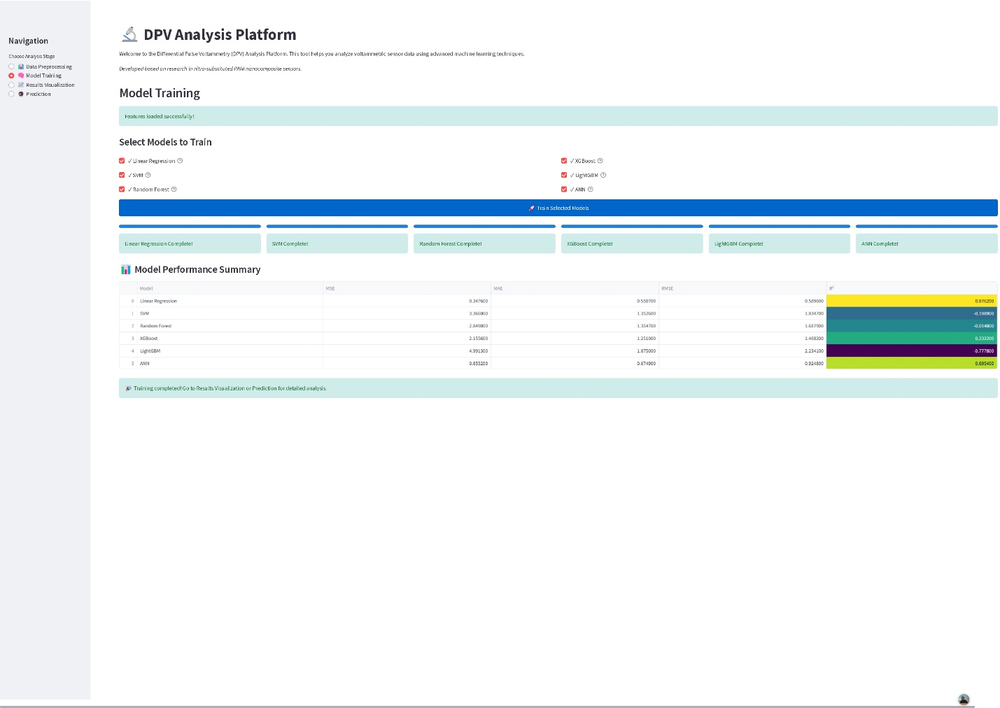 Navigation
Choose Analysis Stage
Data Preprocessing
Model Training
Results Visualization
Prediction
DPV Analysis Platform
Welcome to the Differential Pulse Voltammetry (DPV) Analysis Platform. This tool helps you analyze voltammetric sensor data using advanced machine learning techniques.
Developed based on research in nitro-substituted PANI nanocomposite sensors.
Model Training
Features loaded successfully!
Select Models to Train
✓ Linear Regression
✓ XGBoost
✓ SVM
✓ LightGBM
✓ Random Forest
✓ ANN
Train Selected Models
Linear Regression Complete!
SVM Complete!
Random Forest Complete!
XGBoost Complete!
LightGBM Complete!
ANN Complete!
Model Performance Summary
Model MSE MAE RMSE R²
0 Linear Regression 0.347600 0.550700 0.589600 0.876200
1 SVM 3.366000 1.352600 1.834700 -0.198900
2 Random Forest 2.849000 1.354700 1.687900 -0.014800
3 XGBoost 2.155600 1.251000 1.468200 0.232200
4 LightGBM 4.991300 1.875000 2.234100 -0.777800
5 ANN 0.855200 0.674900 0.924800 0.695400
Training completed! Go to Results Visualization or Prediction for detailed analysis.